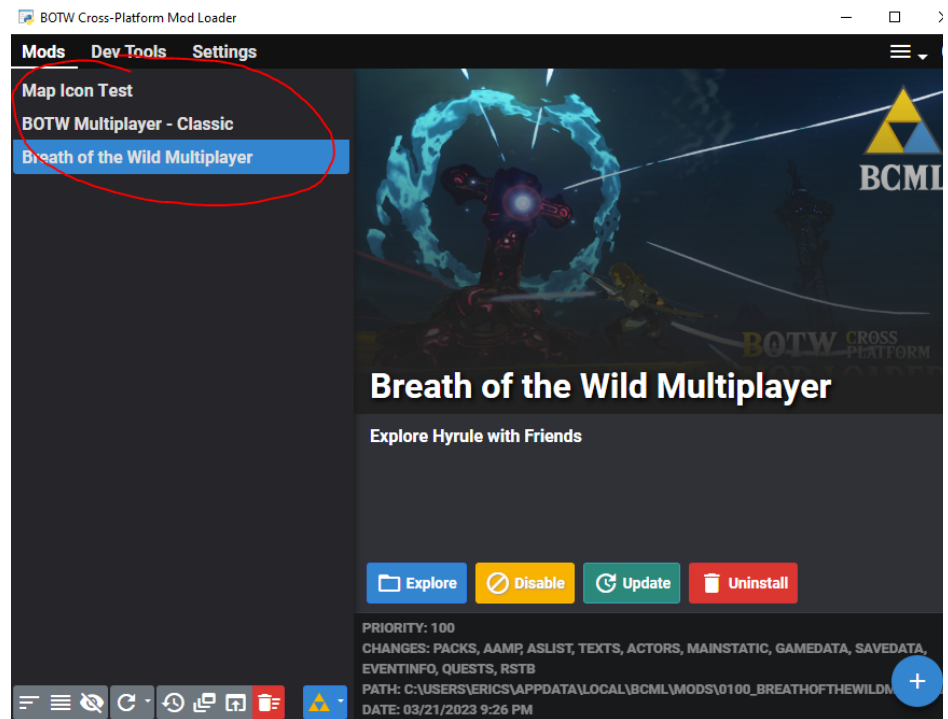 BOTW Cross-Platform Mod Loader
Mods Dev Tools Settings
Map Icon Test
BOTW Multiplayer - Classic
Breath of the Wild Multiplayer
BCML
BOTW CROSS
PLATFORM
MOD LOADER
Breath of the Wild Multiplayer
Explore Hyrule with Friends
Explore Disable Update Uninstall
PRIORITY: 100
CHANGES: PACKS, AAMP, ASLIST, TEXTS, ACTORS, MAINSTATIC, GAMEDATA, SAVEDATA,
EVENTINFO, QUESTS, RSTB
PATH: C:\USERS\ERICS\APPDATA\LOCAL\BCML\MODS\0100_BREATHOFTHEWILDM
DATE: 03/21/2023 9:26 PM